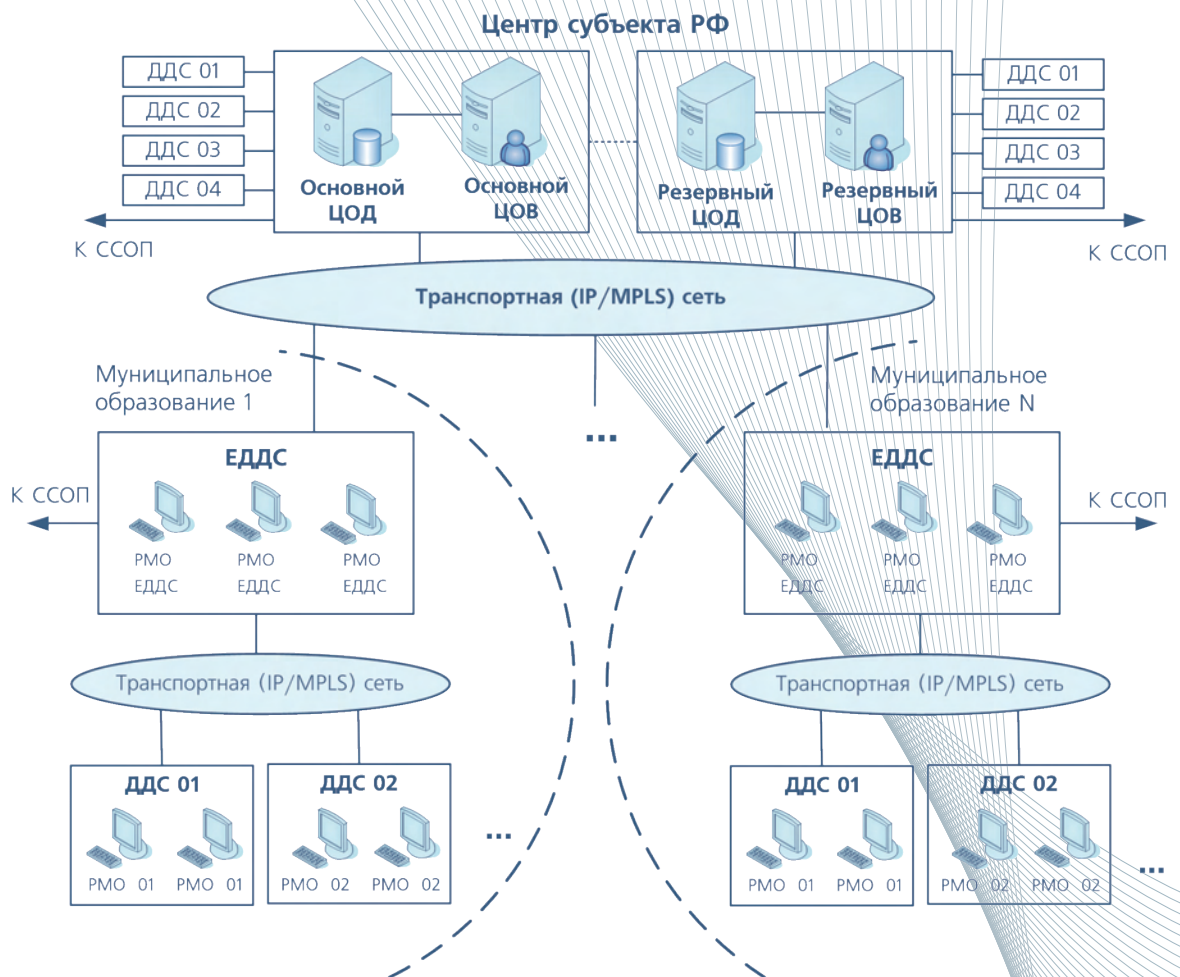 Центр субъекта РФ
ДДС 01
ДДС 02
ДДС 03
ДДС 04
К ССОП
Основной
ЦОД
Основной
ЦОВ
Резервный
ЦОД
Резервный
ЦОВ
ДДС 01
ДДС 02
ДДС 03
ДДС 04
К ССОП
Транспортная (IP/MPLS) сеть
Муниципальное
образование 1
...
Муниципальное
образование N
ЕДДС
К ССОП
РМО
ЕДДС
РМО
ЕДДС
РМО
ЕДДС
ЕДДС
К ССОП
РМО
ЕДДС
РМО
ЕДДС
РМО
ЕДДС
Транспортная (IP/MPLS) сеть
Транспортная (IP/MPLS) сеть
ДДС 01
РМО 01 РМО 01
ДДС 02
РМО 02 РМО 02
...
ДДС 01
РМО 01 РМО 01
ДДС 02
РМО 02 РМО 02
...